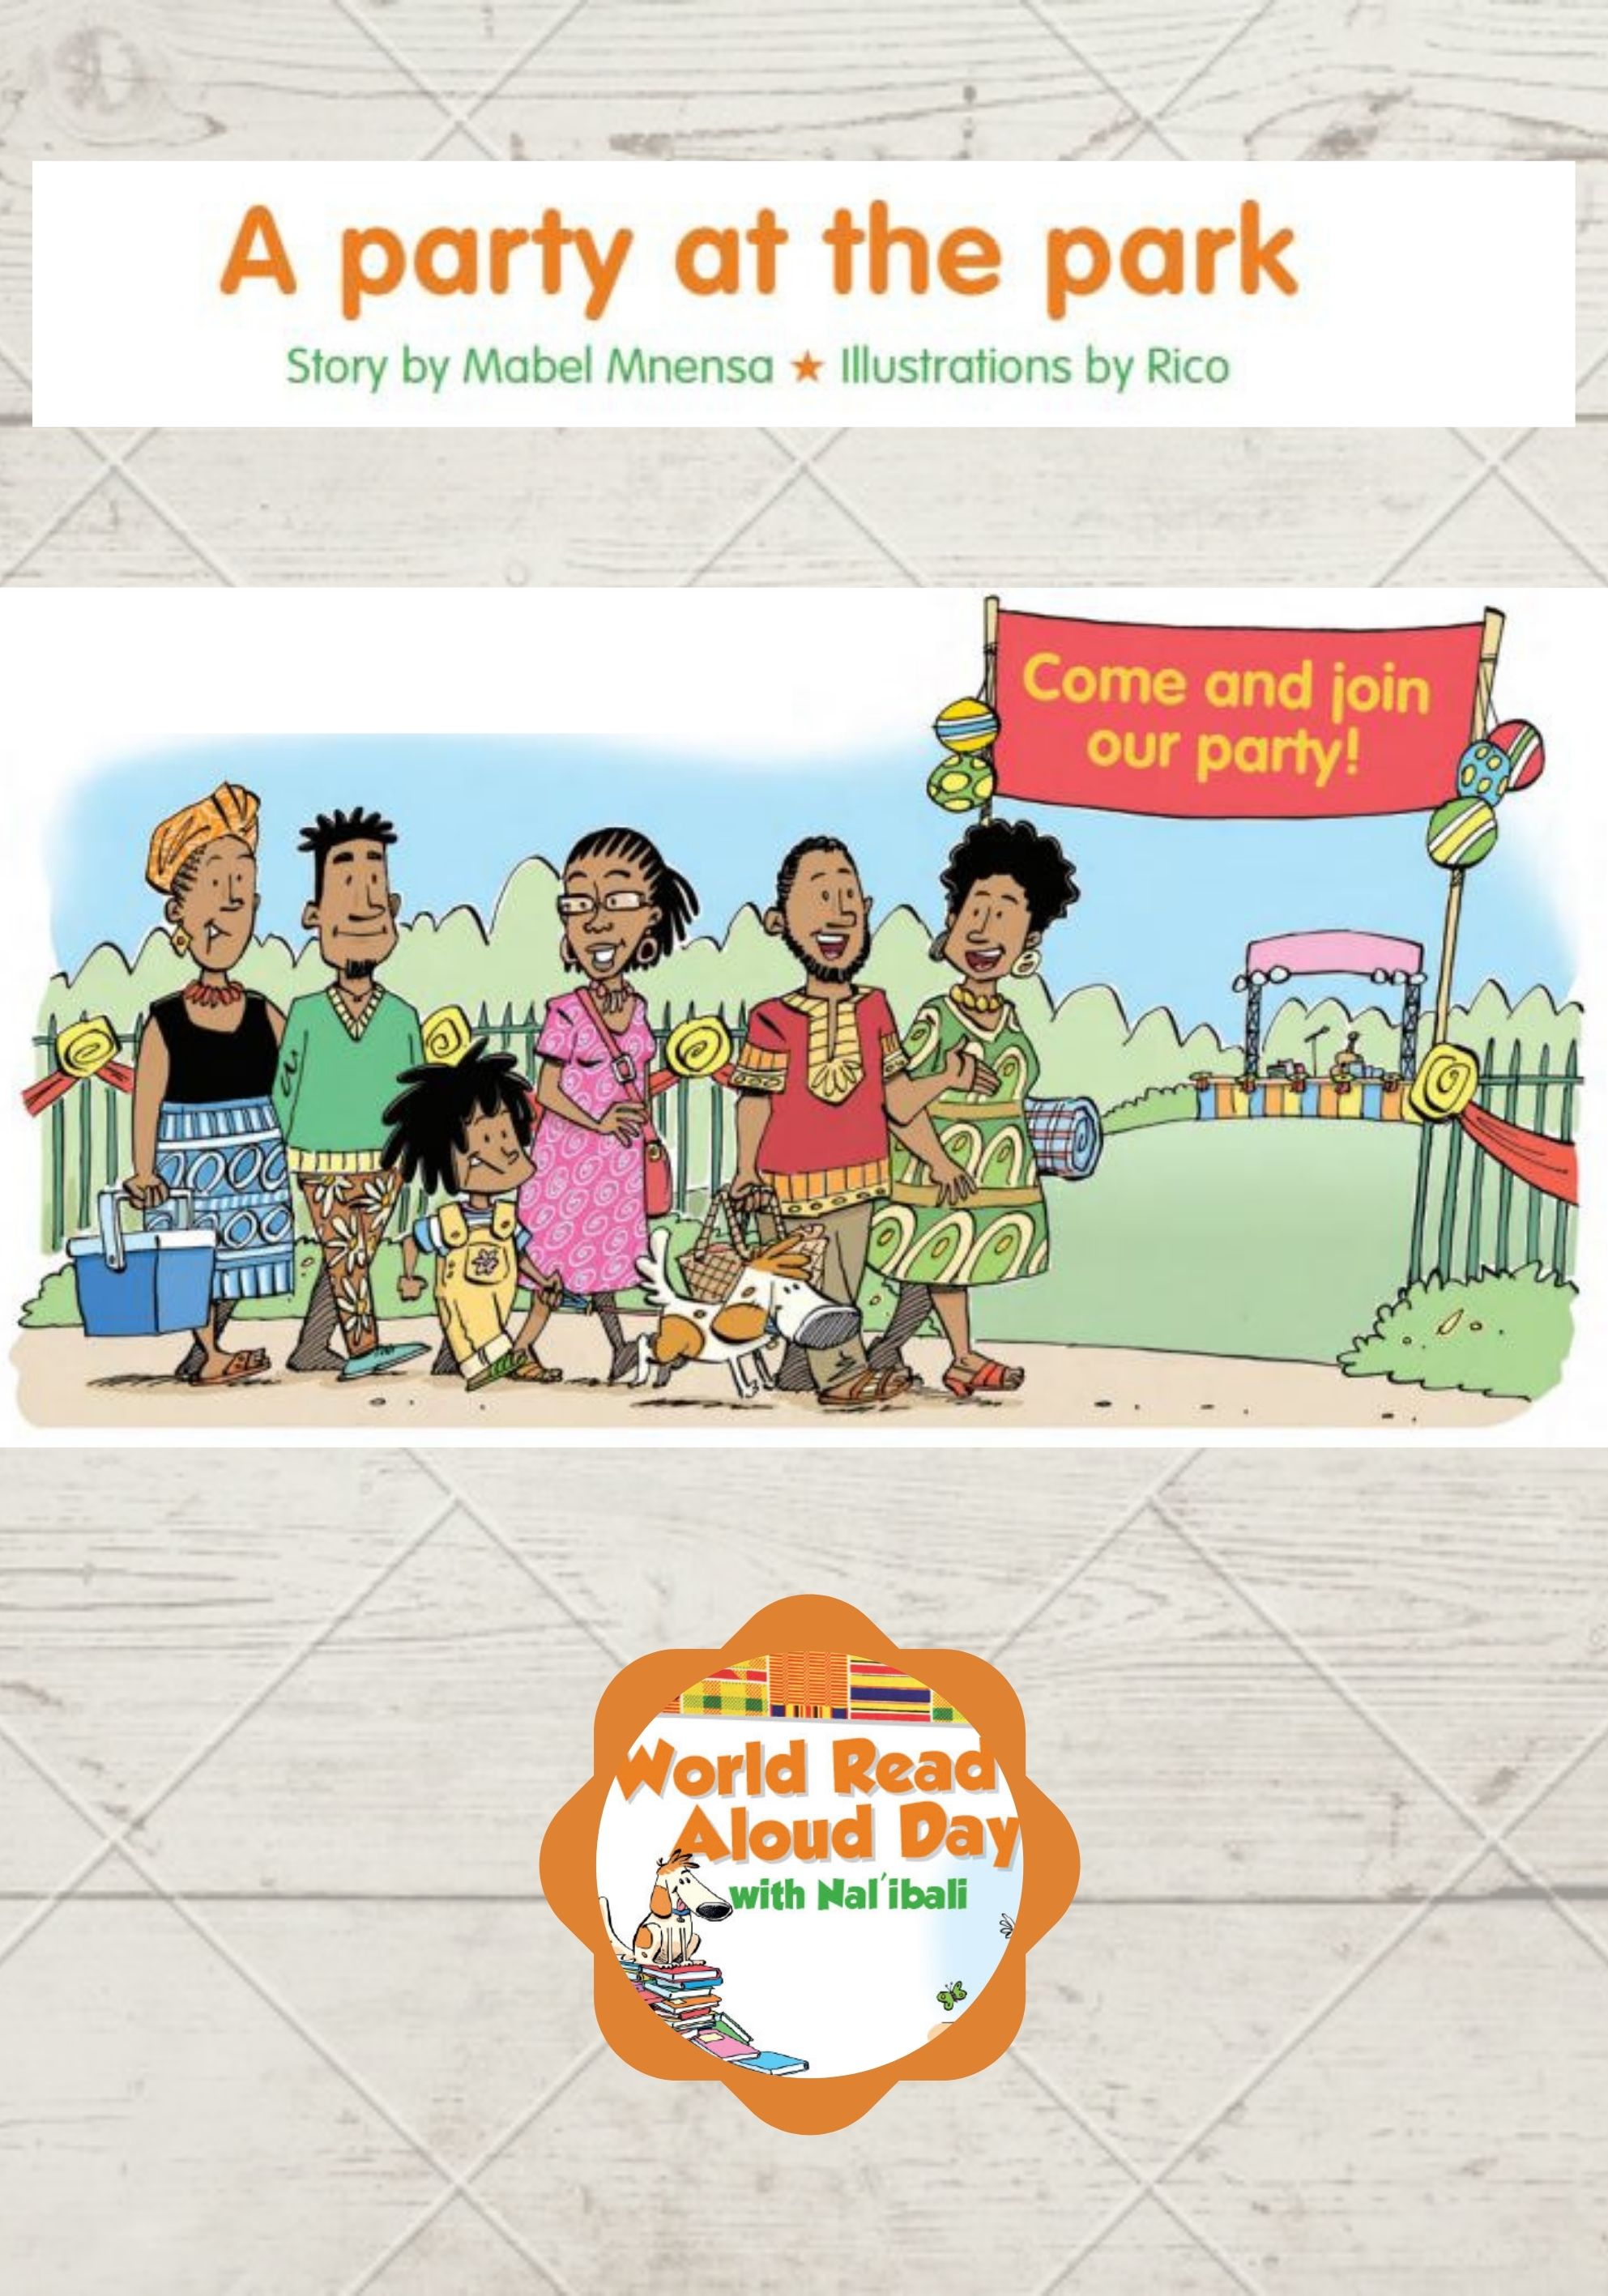 A party at the park
Story by Mabel Mnensa ★ Illustrations by Rico
Come and join
our party!
World Read
Aloud Day
with Nal'ibali